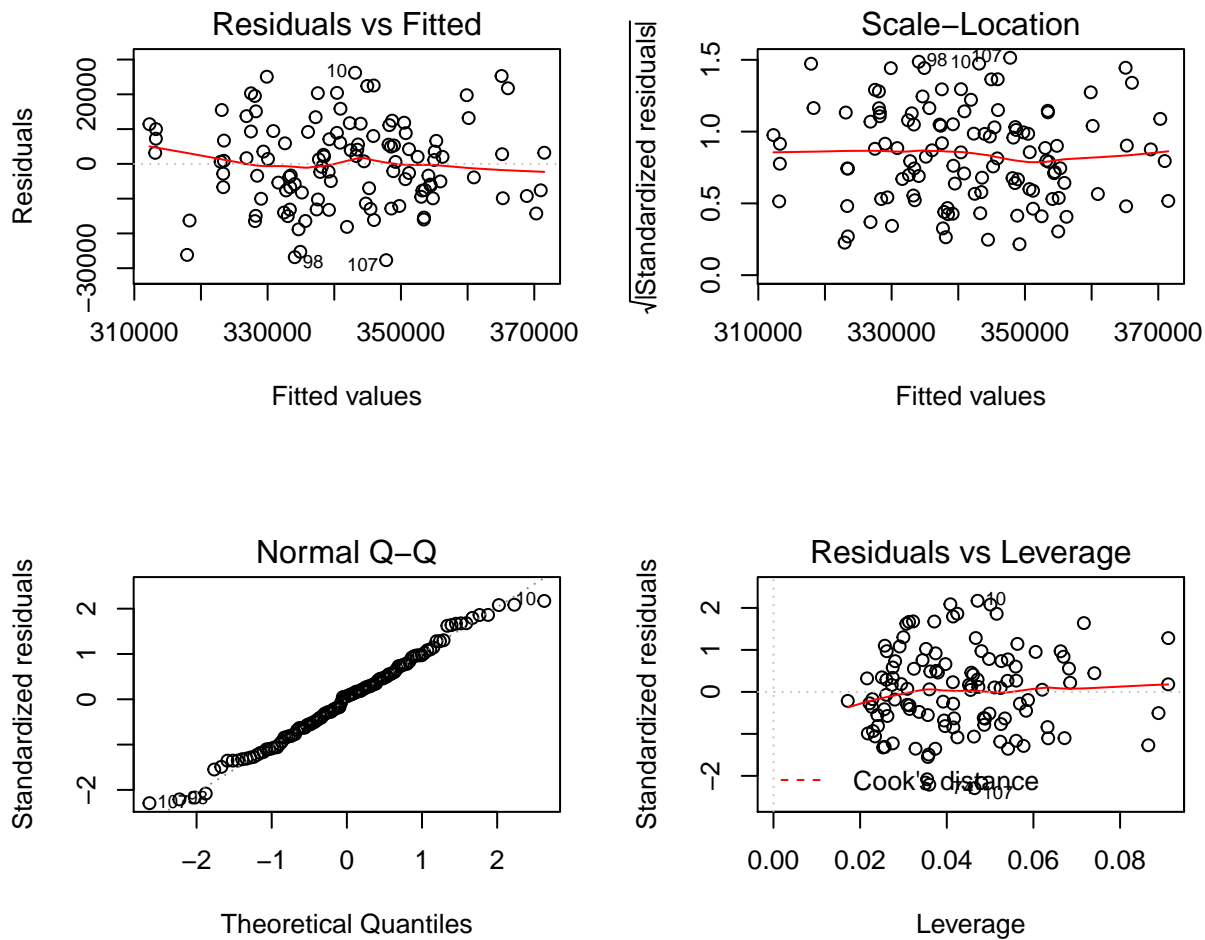 Residuals vs Fitted
Residuals
−30000
0
20000
10
98
107
310000 330000 350000 370000
Fitted values
Scale−Location
√|Standardized residuals|
0.0
0.5
1.0
1.5
98
10
107
310000 330000 350000 370000
Fitted values
Normal Q−Q
Standardized residuals
−2
0
1
2
10
107
98
−2 −1 0 1 2
Theoretical Quantiles
Residuals vs Leverage
Standardized residuals
−2
0
1
2
10
107
Cook's distance
0.00 0.02 0.04 0.06 0.08
Leverage